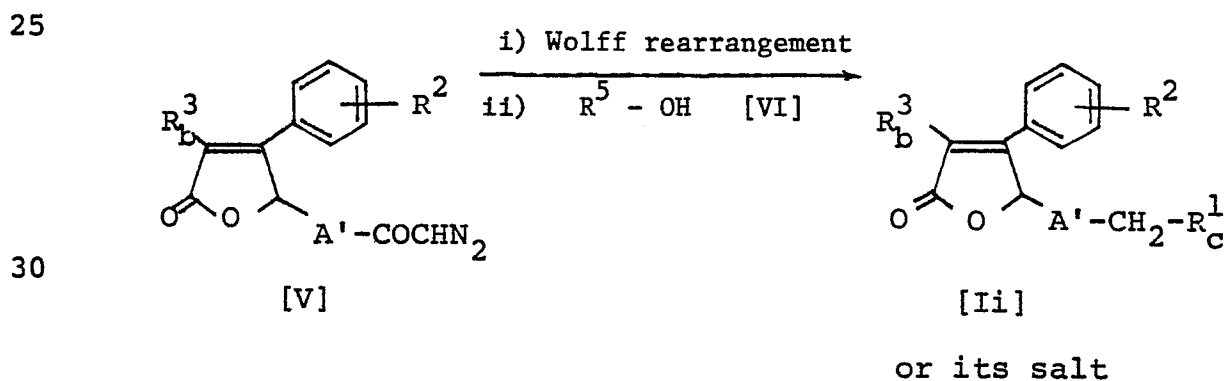 25
i) Wolff rearrangement
ii) R⁵ - OH [VI]
R³b
R²
O
O
A'-COCHN₂
[V]
R³b
R²
O
O
A'-CH₂-R¹c
30
[Ii]
or its salt